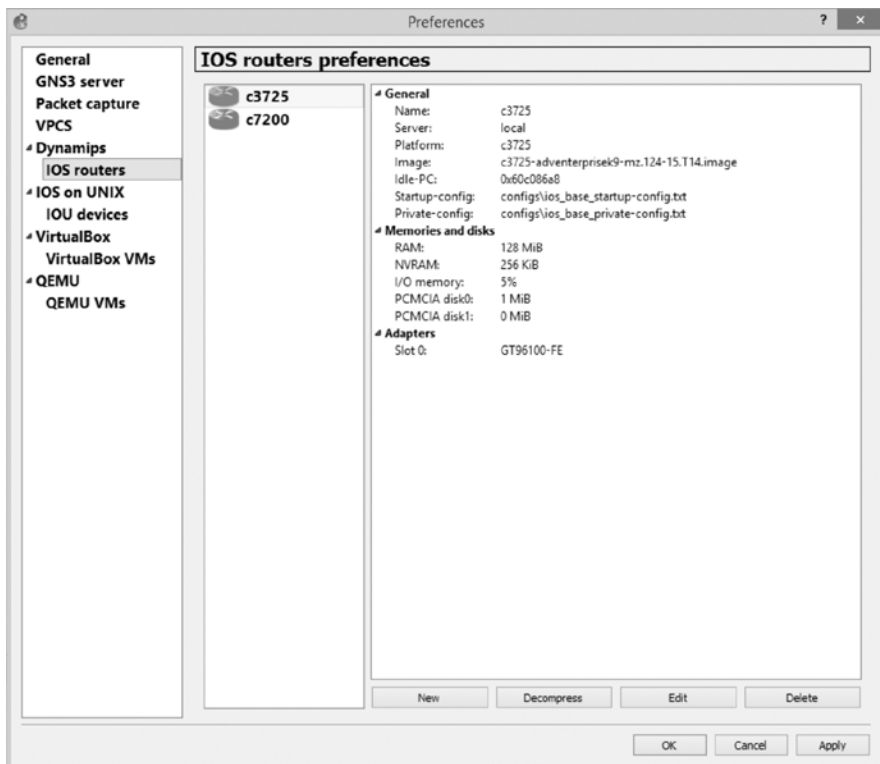 Preferences
? ×
General
GNS3 server
Packet capture
VPCS
Dynamips
IOS routers
IOS on UNIX
IOU devices
VirtualBox
VirtualBox VMs
QEMU
QEMU VMs
IOS routers preferences
c3725
c7200
General
Name: c3725
Server: local
Platform: c3725
Image: c3725-adventerprisek9-mz.124-15.T14.image
Idle-PC: 0x60c086a8
Startup-config: configs\ios_base_startup-config.txt
Private-config: configs\ios_base_private-config.txt
Memories and disks
RAM: 128 MiB
NVRAM: 256 KiB
I/O memory: 5%
PCMCIA disk0: 1 MiB
PCMCIA disk1: 0 MiB
Adapters
Slot 0: GT96100-FE
New Decompress Edit Delete
OK Cancel Apply